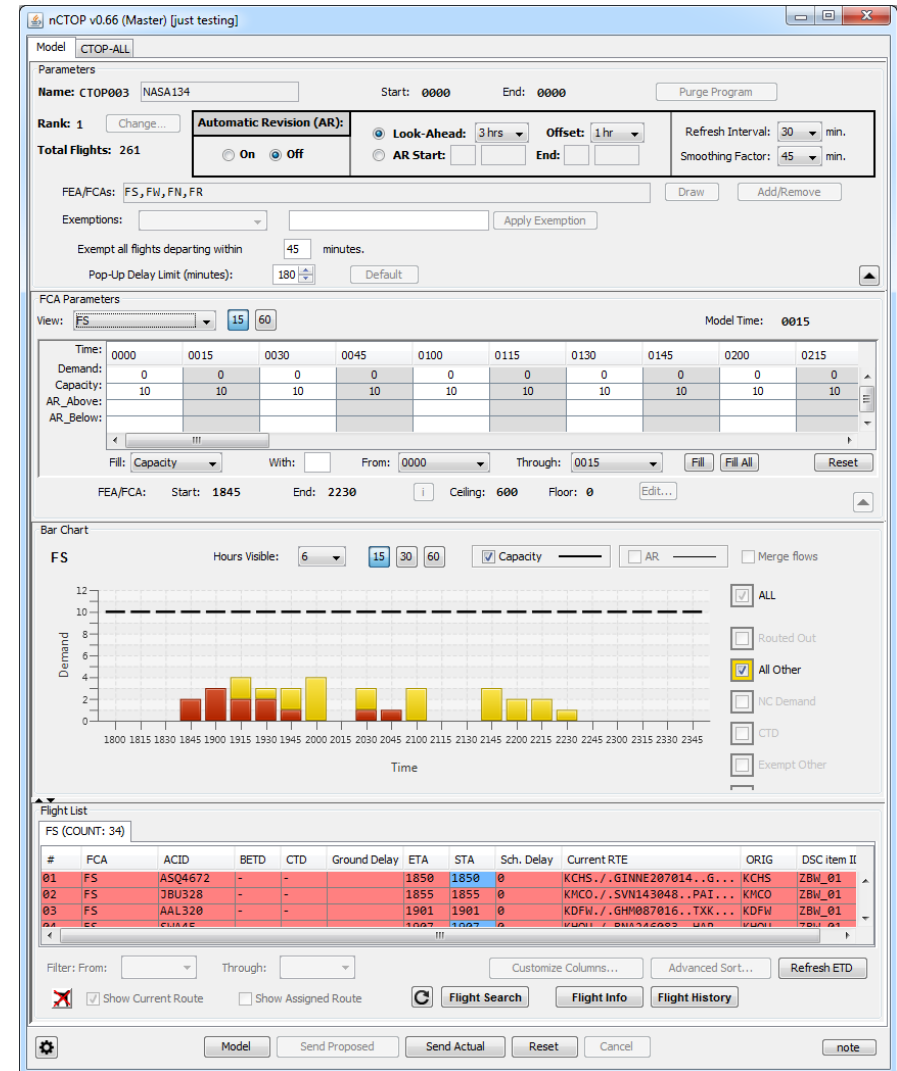 nCTOP v0.66 (Master) [just testing]
Model CTOP-ALL
Parameters
Name: CTOP003 NASA134 Start: 0000 End: 0000 Purge Program
Rank: 1 Change... Automatic Revision (AR): Look-Ahead: 3 hrs Offset: 1 hr Refresh Interval: 30 min.
Total Flights: 261 On Off AR Start: End: Smoothing Factor: 45 min.
FEA/FCAs: FS,FW,FN,FR Draw Add/Remove
Exemptions: Apply Exemption
Exempt all flights departing within 45 minutes.
Pop-Up Delay Limit (minutes): 180 Default
FCA Parameters
View: FS 15 60 Model Time: 0015
Time: 0000 0015 0030 0045 0100 0115 0130 0145 0200 0215
Demand: 0 0 0 0 0 0 0 0 0 0
Capacity: 10 10 10 10 10 10 10 10 10 10
AR_Above:
AR_Below:
Fill: Capacity With: From: 0000 Through: 0015 Fill Fill All Reset
FEA/FCA: Start: 1845 End: 2230 i Ceiling: 600 Floor: 0 Edit...
Bar Chart
FS Hours Visible: 6 15 30 60 Capacity AR Merge flows
12
10
8
6
4
2
0
Demand
1800 1815 1830 1845 1900 1915 1930 1945 2000 2015 2030 2045 2100 2115 2130 2145 2200 2215 2230 2245 2300 2315 2330 2345
Time
ALL
Routed Out
All Other
NC Demand
CTD
Exempt Other
Flight List
FS (COUNT: 34)
# FCA ACID BETD CTD Ground Delay ETA STA Sch. Delay Current RTE ORIG DSC item
01 FS ASQ4672 - - 1850 1850 0 KCHS./.GINNE207014..G... KCHS ZBW_01
02 FS JBU328 - - 1855 1855 0 KMCO./.SVN143048..PAI... KMCO ZBW_01
03 FS AAL320 - - 1901 1901 0 KDFW./.GHM087016..TXK... KDFW ZBW_01
Filter: From: Through: Customize Columns... Advanced Sort... Refresh ETD
Show Current Route Show Assigned Route C Flight Search Flight Info Flight History
Model Send Proposed Send Actual Reset Cancel note